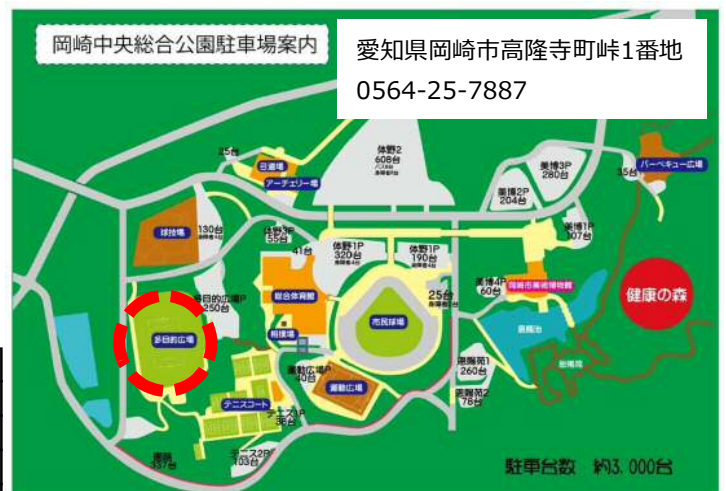 岡崎中央総合公園駐車場案内
愛知県岡崎市高隆寺町峠1番地
0564-25-7887
25台
弓道場
アーチェリー場
体野2
608台
美博3P
280台
美博2P
204台
35台
バーベキュー広場
球技場
130台
体野3P
55台
41台
体野1P
320台
体野1P
190台
美博1P
107台
総合体育館
美博4P
60台
岡崎市美術博物館
健康の森
多目的広場P
250台
25台
多目的広場
相撲場
市民球場
恩賜池
恩賜苑1
260台
恩賜苑2
78台
運動広場P
40台
運動広場
テニスコート
テニス1P
38台
テニス2P
103台
337台
駐車台数 約3.000台